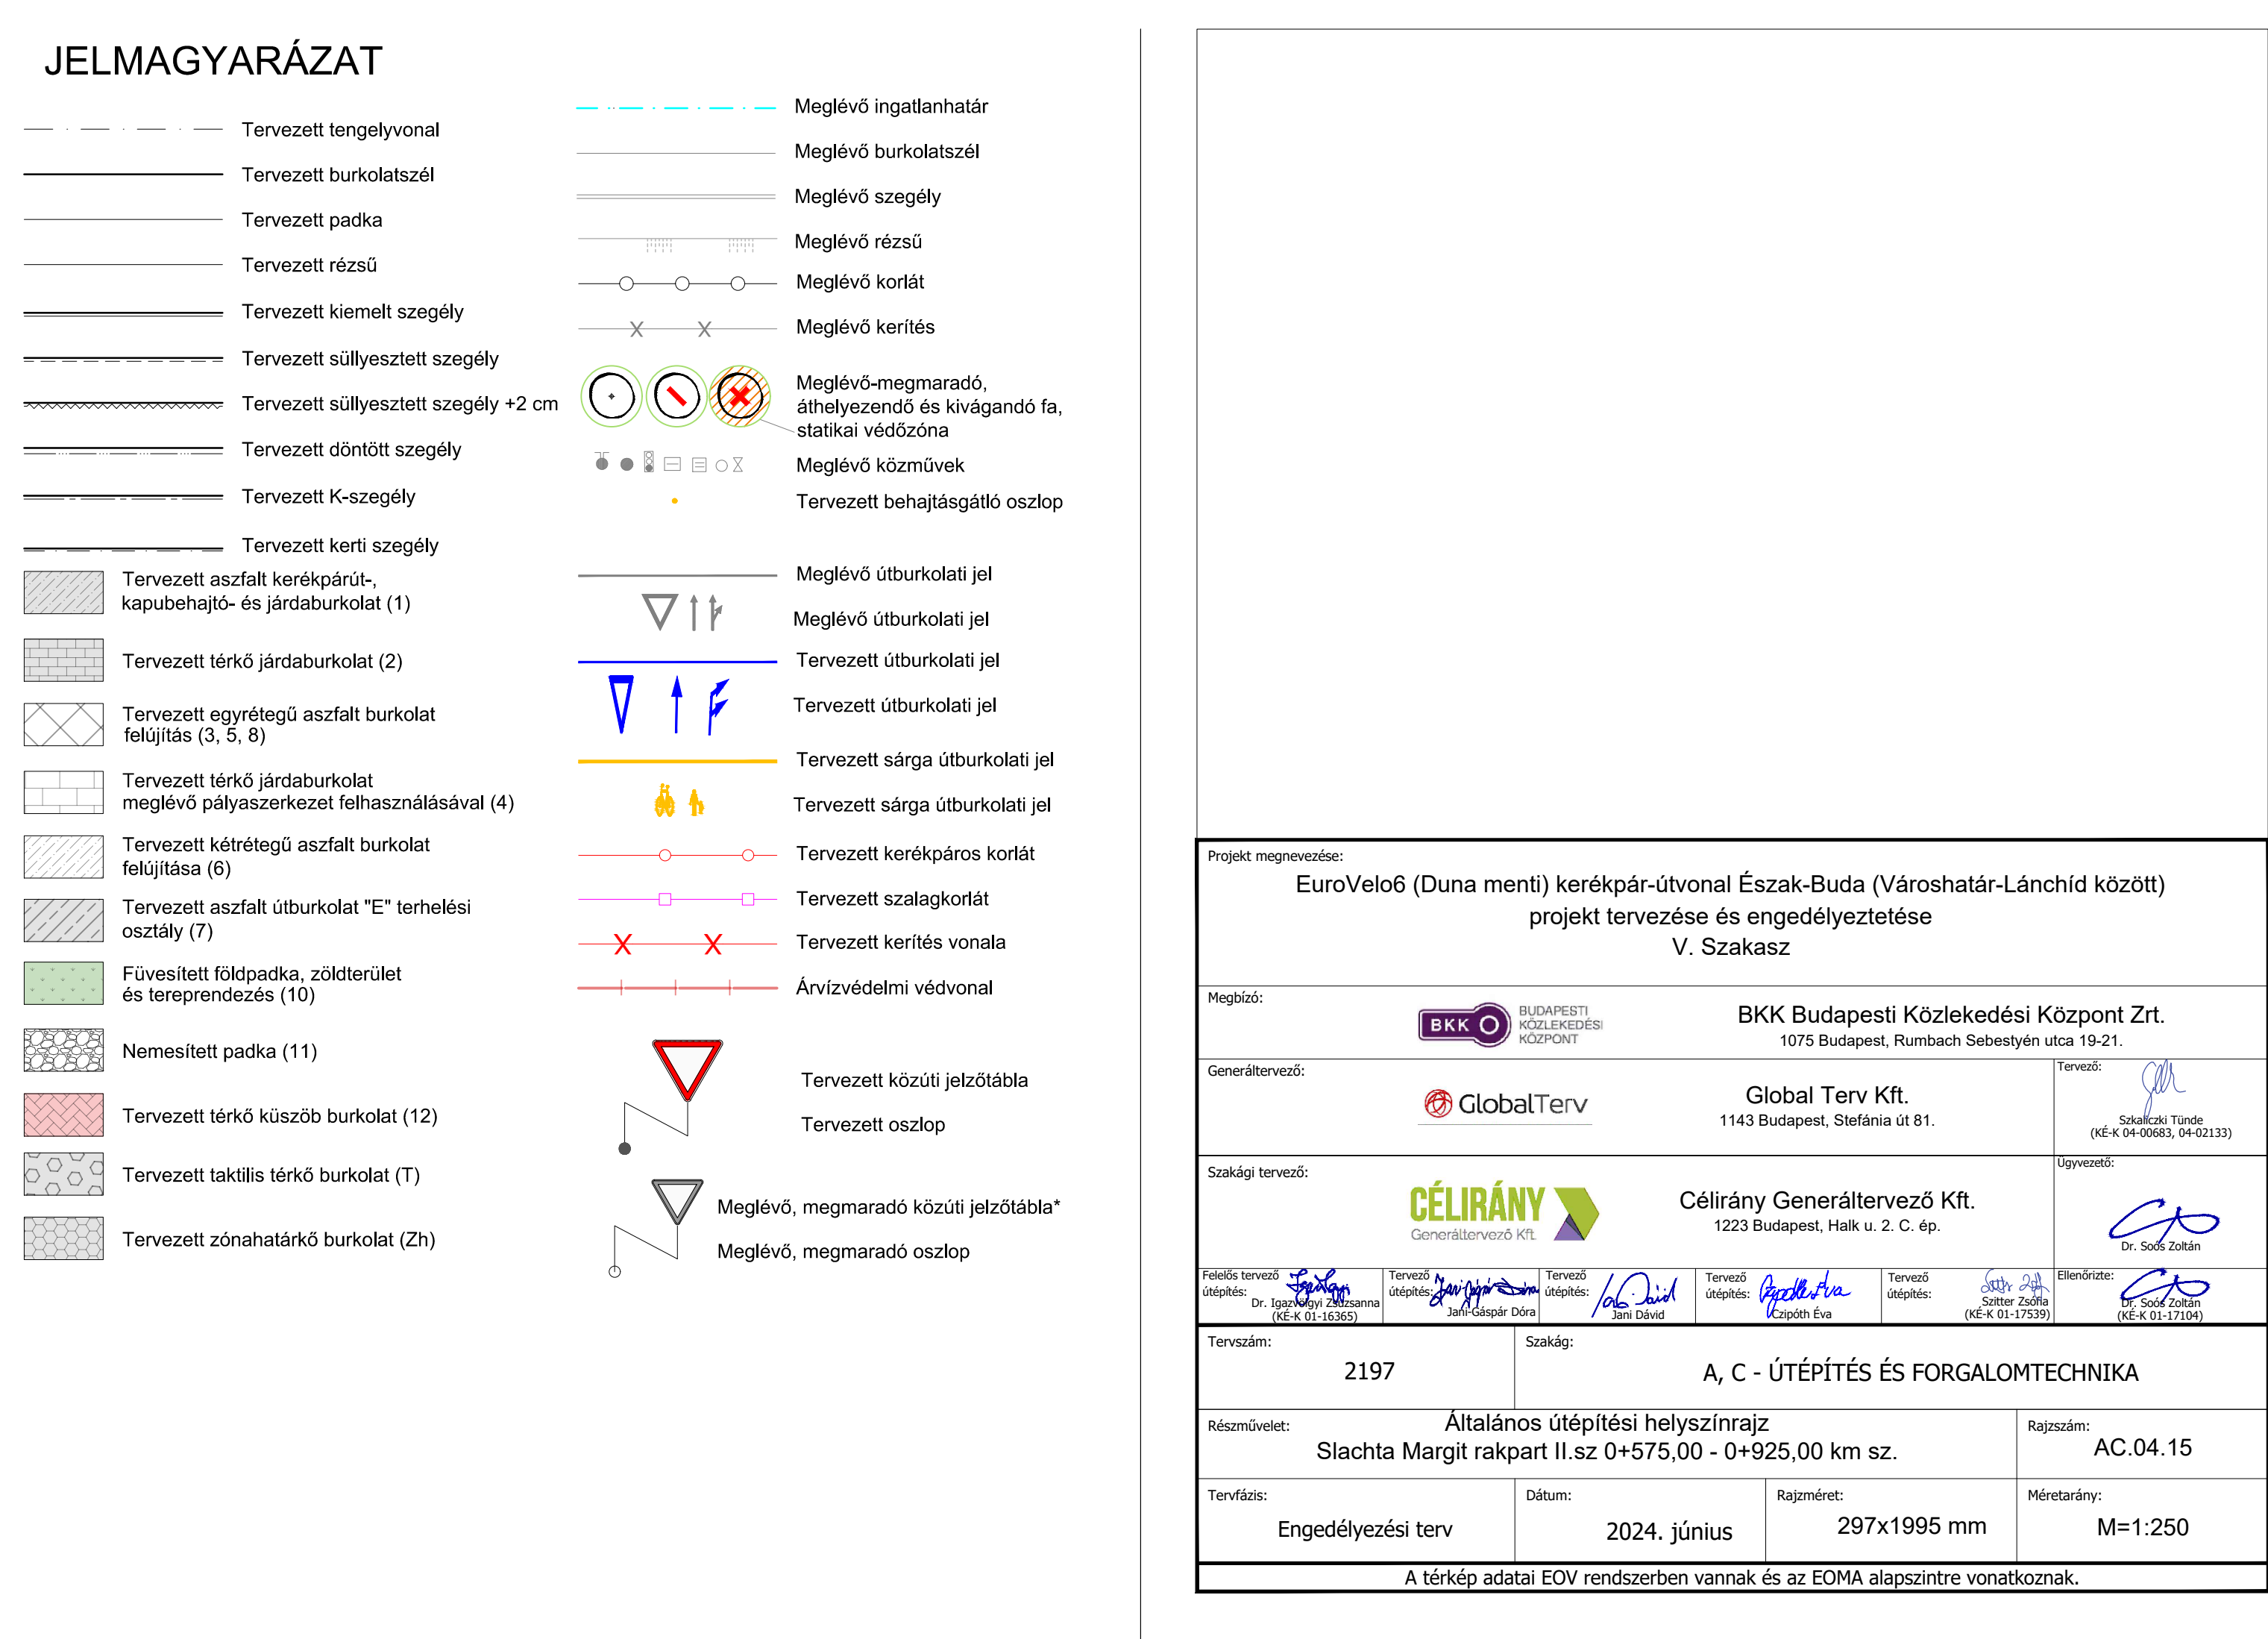 JELMAGYARÁZAT
Tervezett tengelyvonal
Tervezett burkolatszél
Tervezett padka
Tervezett rézsű
Tervezett kiemelt szegély
Tervezett süllyesztett szegély
Tervezett süllyesztett szegély +2 cm
Tervezett döntött szegély
Tervezett K-szegély
Tervezett kerti szegély
Tervezett aszfalt kerékpárút-,
kapubehajtó- és járdaburkolat (1)
Tervezett térkő járdaburkolat (2)
Tervezett egyrétegű aszfalt burkolat
felújítás (3, 5, 8)
Tervezett térkő járdaburkolat
meglévő pályaszerkezet felhasználásával (4)
Tervezett kétrétegű aszfalt burkolat
felújítása (6)
Tervezett aszfalt útburkolat "E" terhelési
osztály (7)
Füvesített földpadka, zöldterület
és tereprendezés (10)
Nemesített padka (11)
Tervezett térkő küszöb burkolat (12)
Tervezett taktilis térkő burkolat (T)
Tervezett zónahatárkő burkolat (Zh)
Meglévő ingatlanhatár
Meglévő burkolatszél
Meglévő szegély
Meglévő rézsű
Meglévő korlát
Meglévő kerítés
Meglévő-megmaradó,
áthelyezendő és kivágandó fa,
statikai védőzóna
Meglévő közművek
Tervezett behajtásgátló oszlop
Meglévő útburkolati jel
Meglévő útburkolati jel
Tervezett útburkolati jel
Tervezett útburkolati jel
Tervezett sárga útburkolati jel
Tervezett sárga útburkolati jel
Tervezett kerékpáros korlát
Tervezett szalagkorlát
Tervezett kerítés vonala
Árvízvédelmi védvonal
Tervezett közúti jelzőtábla
Tervezett oszlop
Meglévő, megmaradó közúti jelzőtábla*
Meglévő, megmaradó oszlop
Projekt megnevezése:
EuroVelo6 (Duna menti) kerékpár-útvonal Észak-Buda (Városhatár-Lánchíd között)
projekt tervezése és engedélyeztetése
V. Szakasz
Megbízó:
BKK
BUDAPESTI
KÖZLEKEDÉSI
KÖZPONT
BKK Budapesti Közlekedési Központ Zrt.
1075 Budapest, Rumbach Sebestyén utca 19-21.
Generáltervező:
GlobalTerv
Global Terv Kft.
1143 Budapest, Stefánia út 81.
Tervező:
Szkaliczki Tünde
(KÉ-K 04-00683, 04-02133)
Szakági tervező:
CÉLIRÁNY
Generáltervező Kft.
Célirány Generáltervező Kft.
1223 Budapest, Halk u. 2. C. ép.
Ügyvezető:
Dr. Soós Zoltán
Felelős tervező
útépítés:
Dr. Igazvölgyi Zsuzsanna
(KÉ-K 01-16365)
Tervező
útépítés:
Jani-Gáspár Dóra
Tervező
útépítés:
Jani Dávid
Tervező
útépítés:
Czipóth Éva
Tervező
útépítés:
Szitter Zsófia
(KÉ-K 01-17539)
Ellenőrizte:
Dr. Soós Zoltán
(KÉ-K 01-17104)
Tervszám:
2197
Szakág:
A, C - ÚTÉPÍTÉS ÉS FORGALOMTECHNIKA
Részművelet:
Általános útépítési helyszínrajz
Slachta Margit rakpart II.sz 0+575,00 - 0+925,00 km sz.
Rajzszám:
AC.04.15
Tervfázis:
Engedélyezési terv
Dátum:
2024. június
Rajzméret:
297x1995 mm
Méretarány:
M=1:250
A térkép adatai EOV rendszerben vannak és az EOMA alapszintre vonatkoznak.